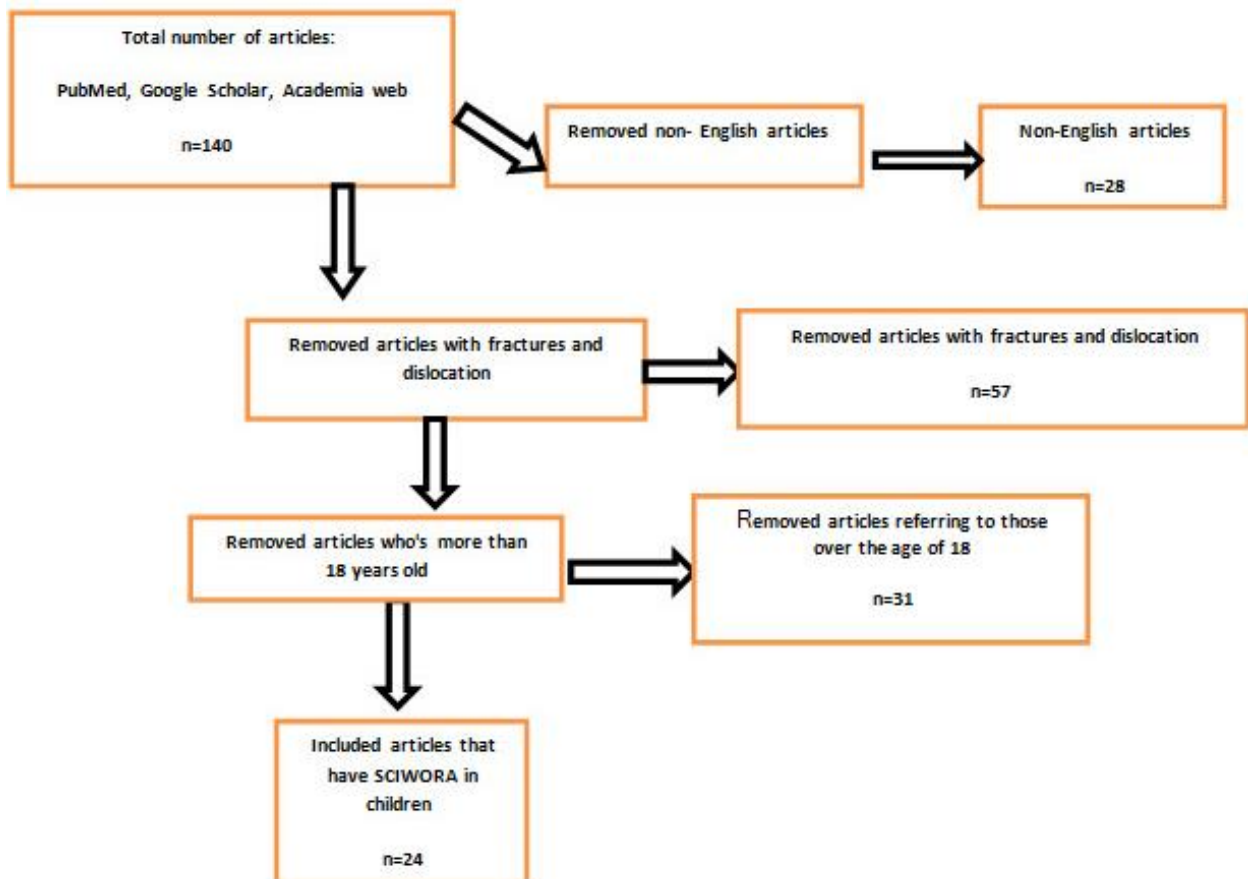 Total number of articles:
PubMed, Google Scholar, Academia web
n=140
Removed non- English articles
Non-English articles
n=28
Removed articles with fractures and
dislocation
Removed articles with fractures and dislocation
n=57
Removed articles who's more than
18 years old
Removed articles referring to those
over the age of 18
n=31
Included articles that
have SCIWORA in
children
n=24